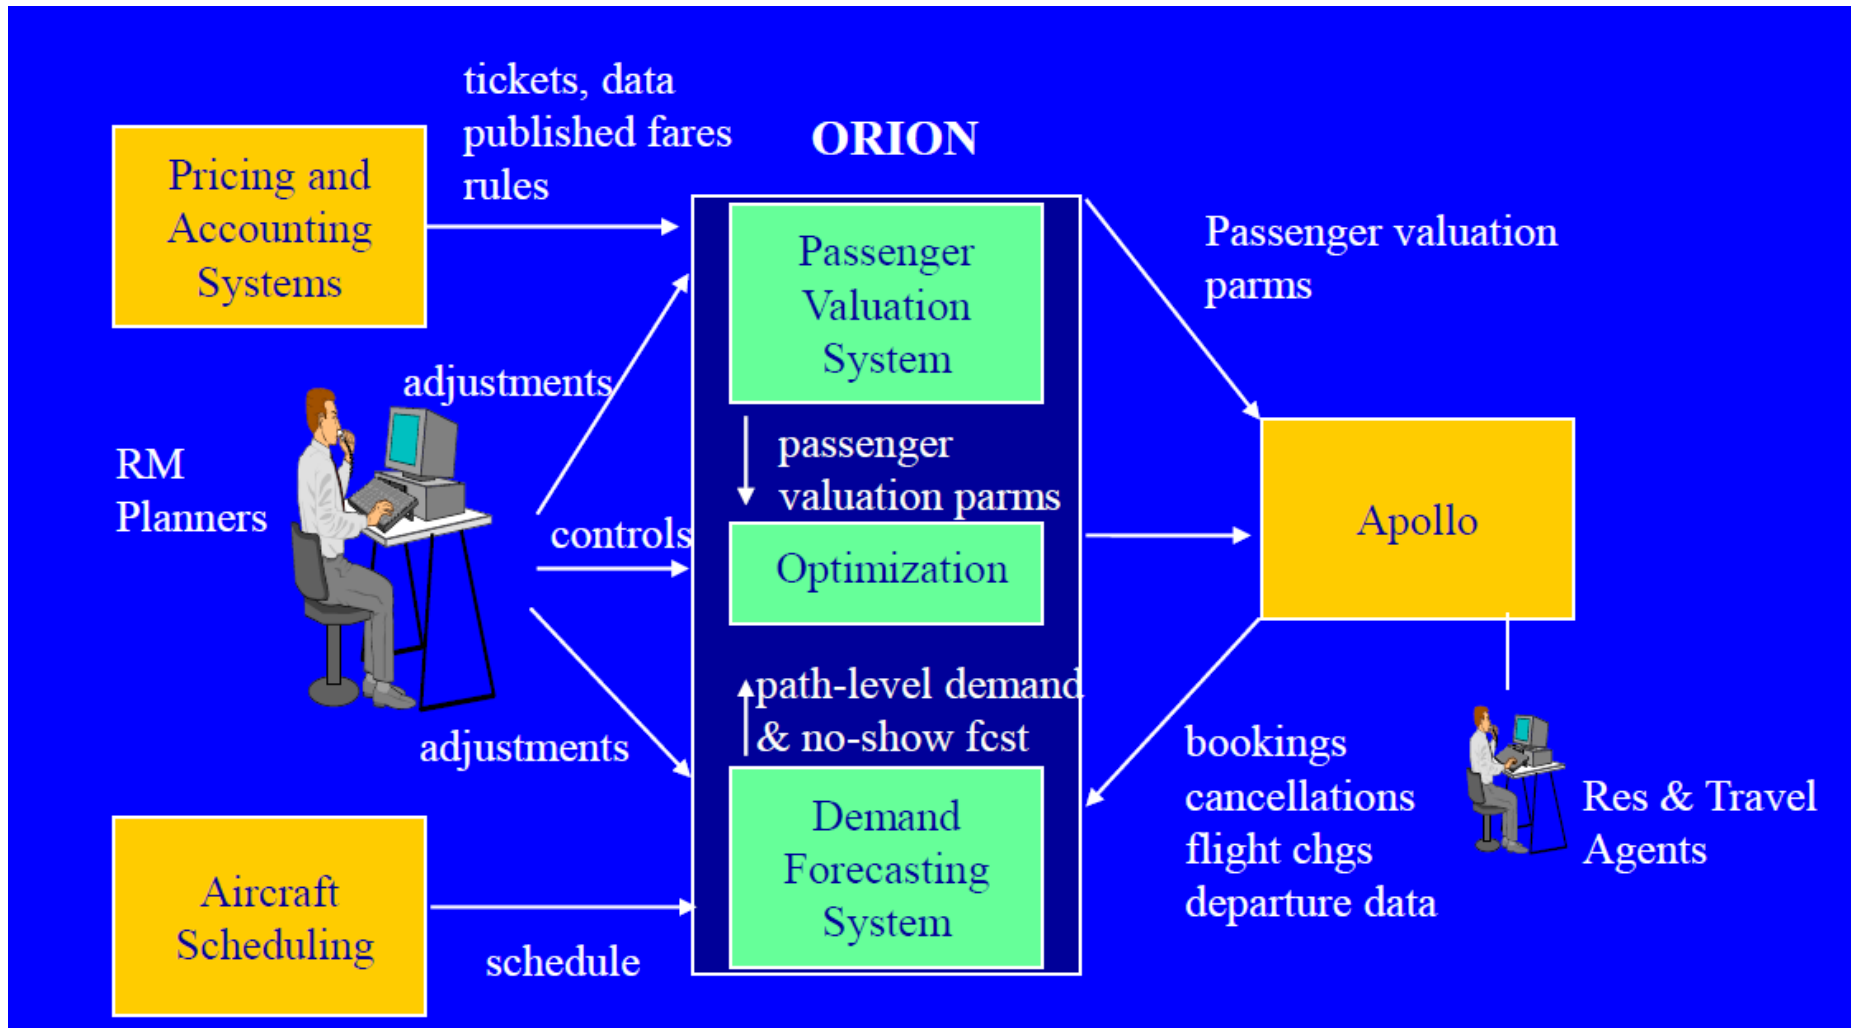 tickets, data
published fares
rules
ORION
Pricing and
Accounting
Systems
Passenger
Valuation
System
Passenger valuation
parms
adjustments
RM
Planners
passenger
valuation parms
controls
Optimization
Apollo
path-level demand
& no-show fcst
adjustments
bookings
cancellations
flight chgs
departure data
Res & Travel
Agents
Demand
Forecasting
System
Aircraft
Scheduling
schedule